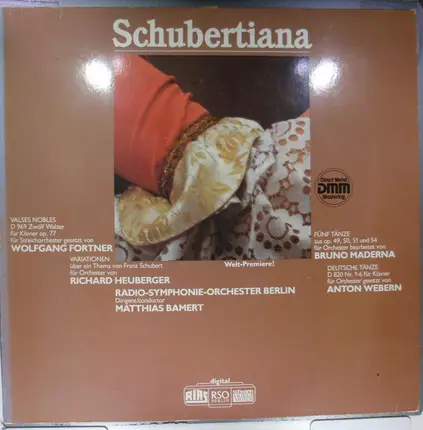 Schubertiana
Direct Metal
DMM
Mastering
VALSES NOBLES
D 969 Zwölf Walzer
für Klavier op. 77
für Streichorchester gesetzt von
WOLFGANG FORTNER
VARIATIONEN
über ein Thema von Franz Schubert
für Orchester von
RICHARD HEUBERGER
Welt-Premiere!
RADIO-SYMPHONIE-ORCHESTER BERLIN
Dirigent/conductor
MATTHIAS BAMERT
FÜNF TÄNZE
aus op. 49, 50, 51 und 54
für Orchester bearbeitet von
BRUNO MADERNA
DEUTSCHE TÄNZE
D 820 Nr. 1-6 für Klavier
für Orchester gesetzt von
ANTON WEBERN
digital
RIAS
RSO
BERLIN